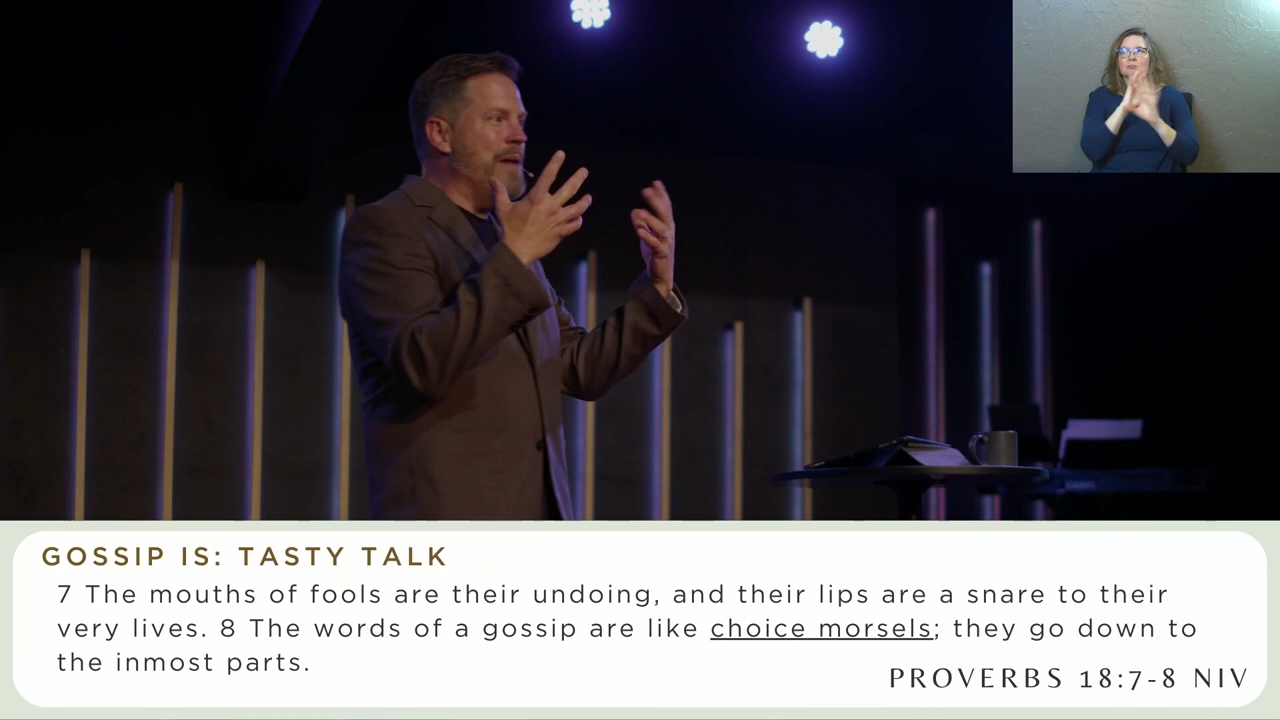 GOSSIP IS: TASTY TALK
7 The mouths of fools are their undoing, and their lips are a snare to their
very lives. 8 The words of a gossip are like choice morsels; they go down to
the inmost parts.
PROVERBS 18:7-8 NIV